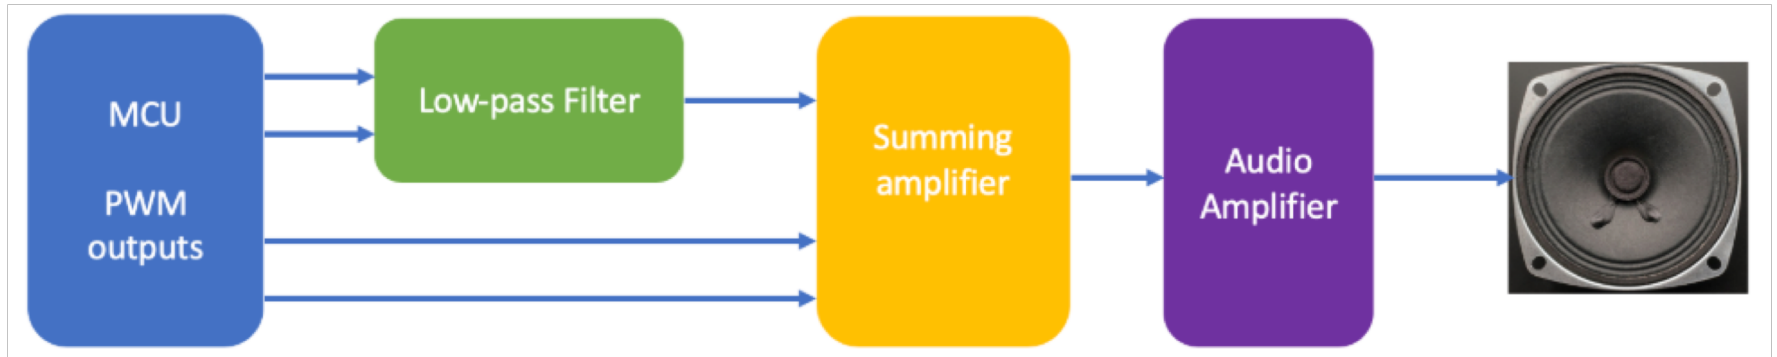 MCU
PWM
outputs
Low-pass Filter
Summing
amplifier
Audio
Amplifier